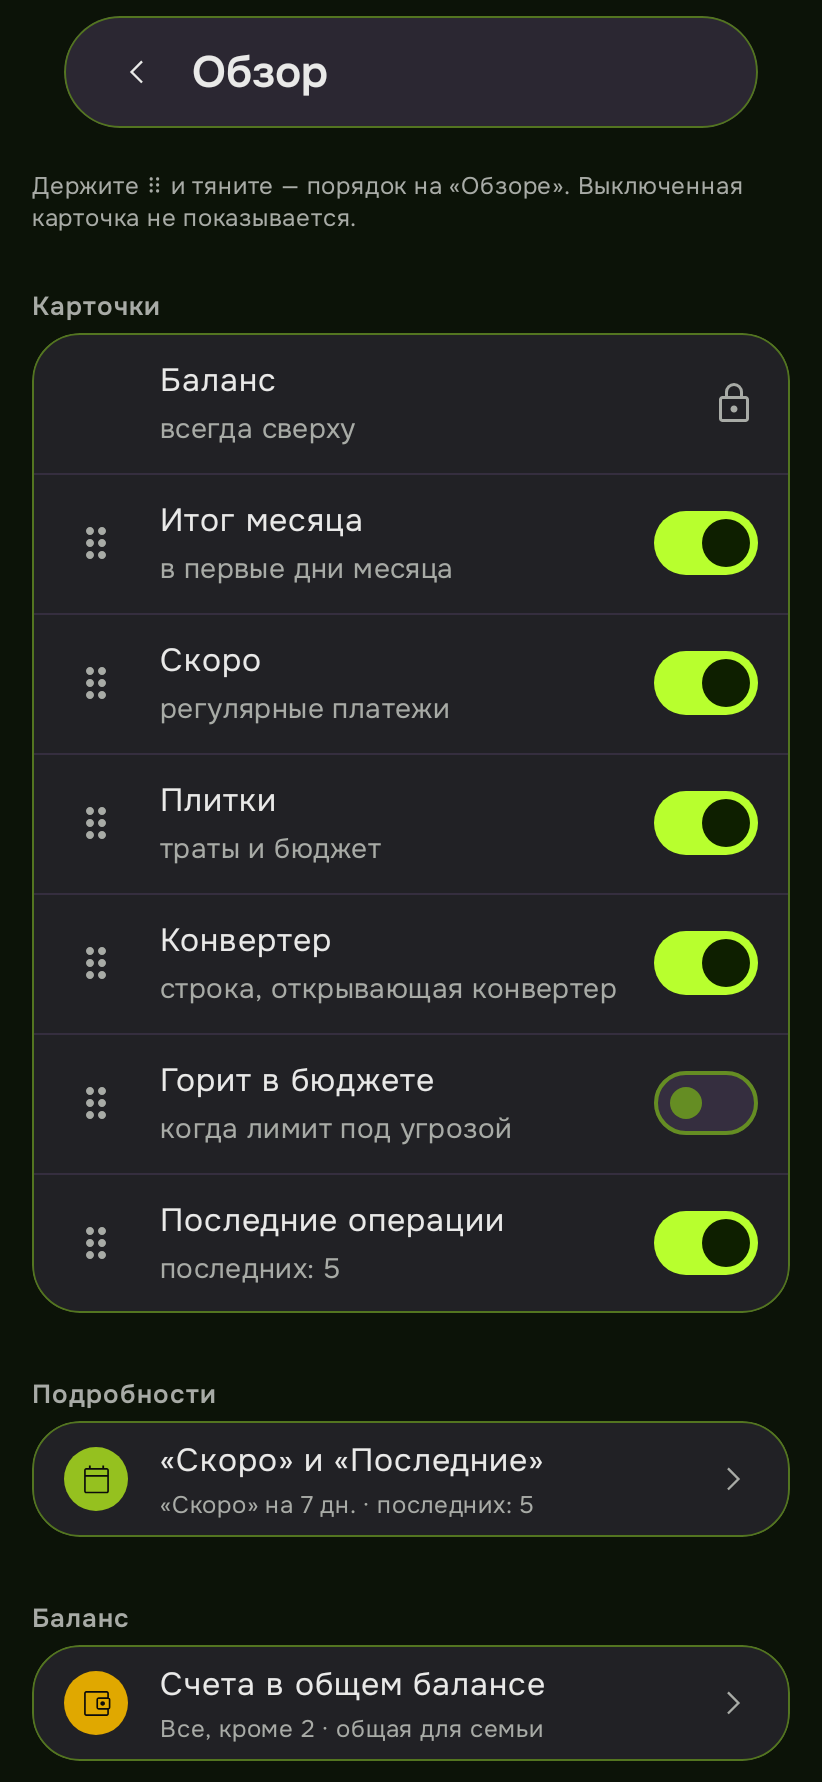 Обзор
Держите ⠿ и тяните — порядок на «Обзоре». Выключенная
карточка не показывается.
Карточки
Баланс
всегда сверху
Итог месяца
в первые дни месяца
Скоро
регулярные платежи
Плитки
траты и бюджет
Конвертер
строка, открывающая конвертер
Горит в бюджете
когда лимит под угрозой
Последние операции
последних: 5
Подробности
«Скоро» и «Последние»
«Скоро» на 7 дн. · последних: 5
Баланс
Счета в общем балансе
Все, кроме 2 · общая для семьи